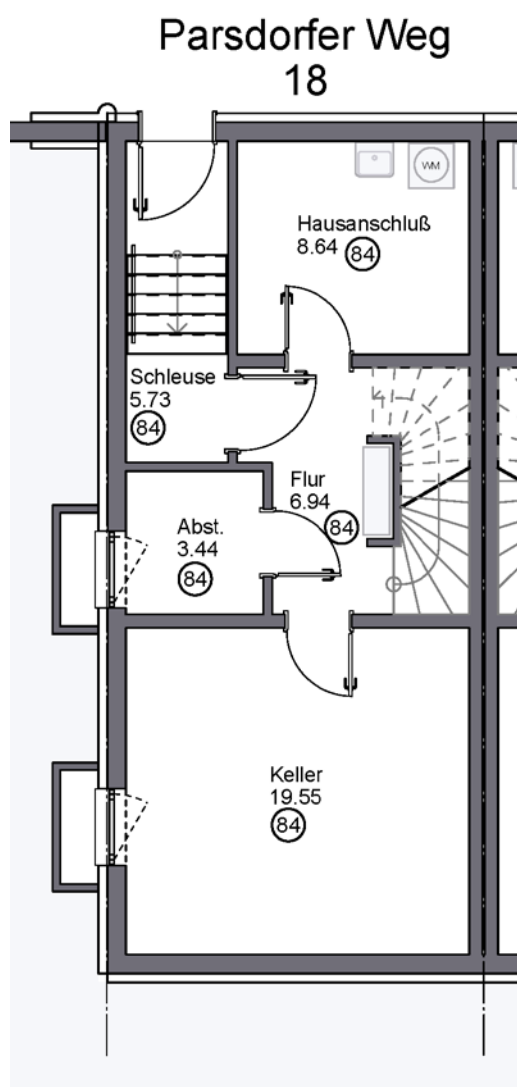 Parsdorfer Weg
18
WM
Hausanschluß
8.64 84
Schleuse
5.73
84
Flur
6.94
84
Abst.
3.44
84
Keller
19.55
84